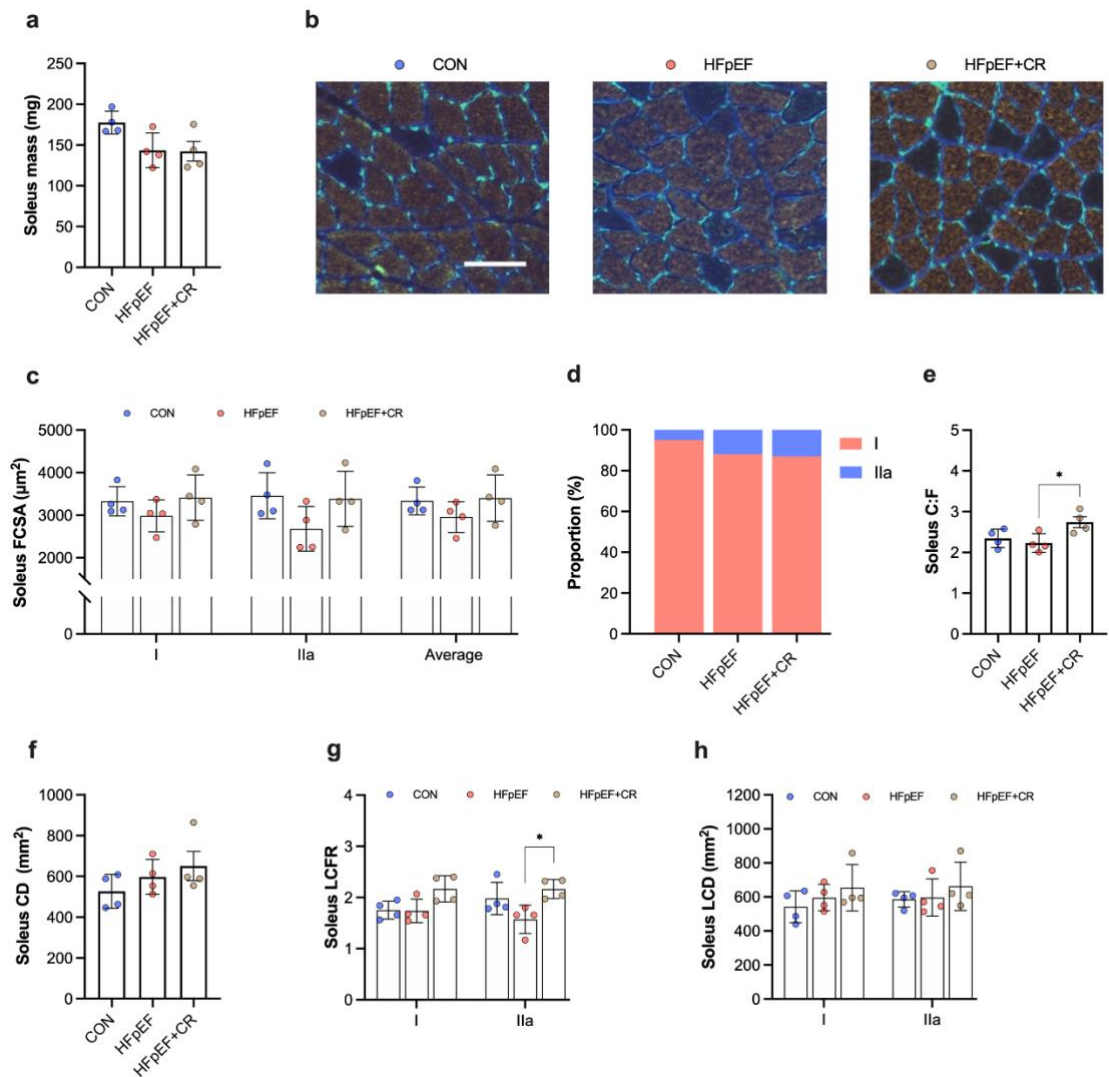 a
Soleus mass (mg)
250
200
150
100
50
0
CON
HFpEF
HFpEF+CR
b
CON
HFpEF
HFpEF+CR
c
CON
HFpEF
HFpEF+CR
Soleus FCSA (µm²)
5000
4000
3000
2000
0
I
IIa
Average
d
Proportion (%)
100
80
60
40
20
0
CON
HFpEF
HFpEF+CR
I
IIa
e
Soleus C:F
5
4
3
2
1
0
*
CON
HFpEF
HFpEF+CR
f
Soleus CD (mm²)
1000
800
600
400
200
0
CON
HFpEF
HFpEF+CR
g
CON
HFpEF
HFpEF+CR
Soleus LCFR
4
3
2
1
0
*
I
IIa
h
CON
HFpEF
HFpEF+CR
Soleus LCD (mm²)
1200
1000
800
600
400
200
0
I
IIa